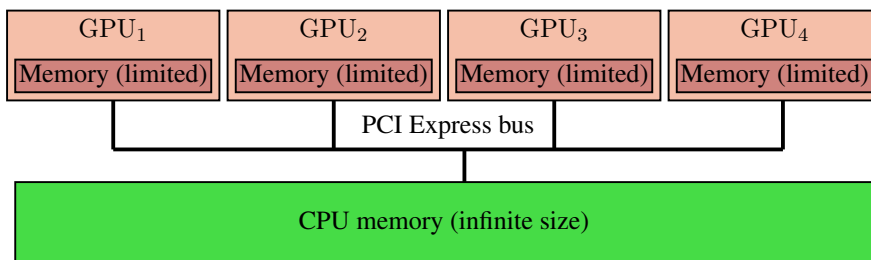 GPU₁ GPU₂ GPU₃ GPU₄
Memory (limited) Memory (limited) Memory (limited) Memory (limited)
PCI Express bus
CPU memory (infinite size)